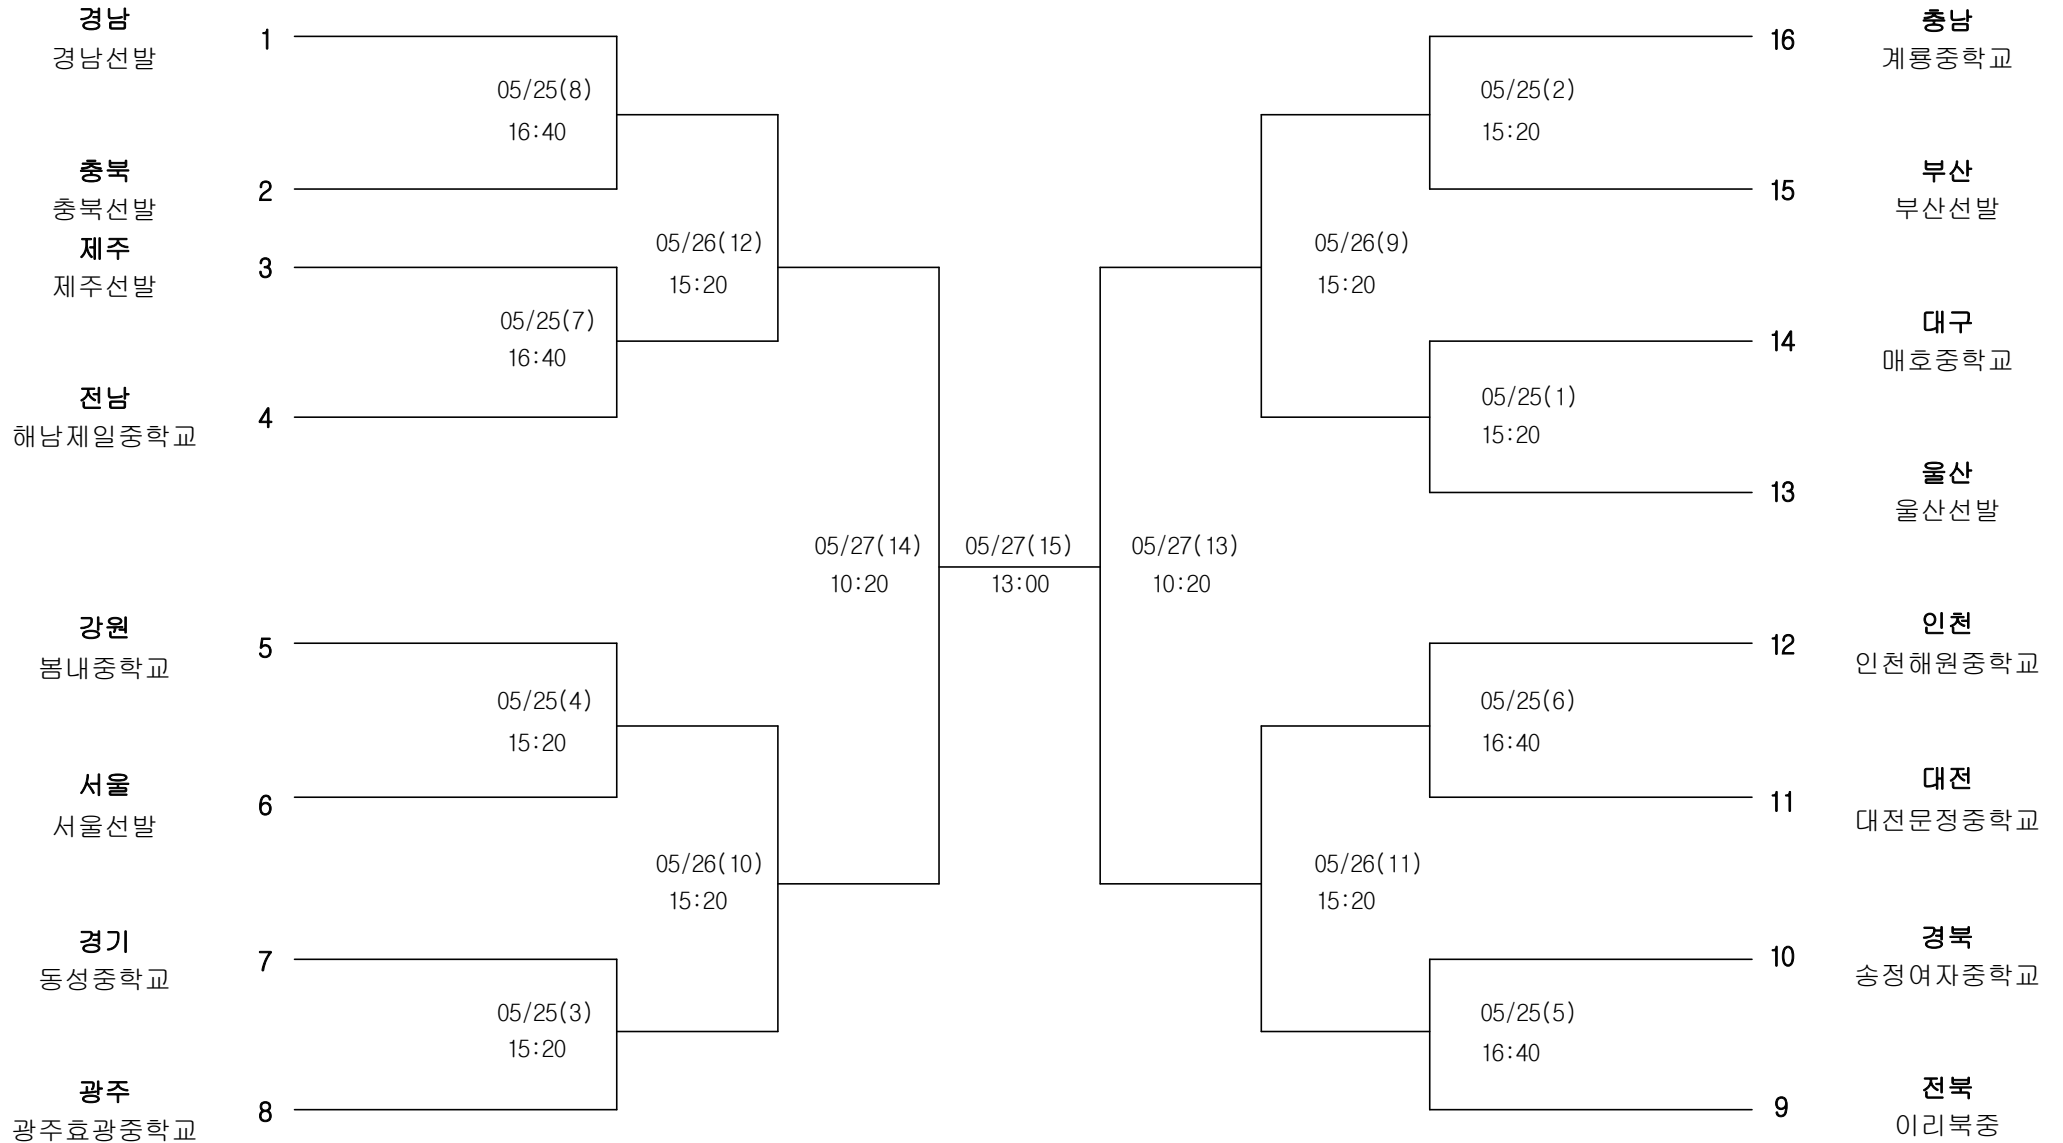 경남
경남선발
1
05/25(8)
16:40
충북
충북선발
2
제주
제주선발
3
05/26(12)
15:20
05/25(7)
16:40
전남
해남제일중학교
4
05/27(14)
10:20
강원
봄내중학교
5
05/25(4)
15:20
서울
서울선발
6
05/26(10)
15:20
경기
동성중학교
7
05/25(3)
15:20
광주
광주효광중학교
8
05/27(15)
13:00
16
충남
계룡중학교
05/25(2)
15:20
15
부산
부산선발
05/26(9)
15:20
14
대구
매호중학교
05/25(1)
15:20
13
울산
울산선발
05/27(13)
10:20
12
인천
인천해원중학교
05/25(6)
16:40
11
대전
대전문정중학교
05/26(11)
15:20
10
경북
송정여자중학교
05/25(5)
16:40
9
전북
이리북중